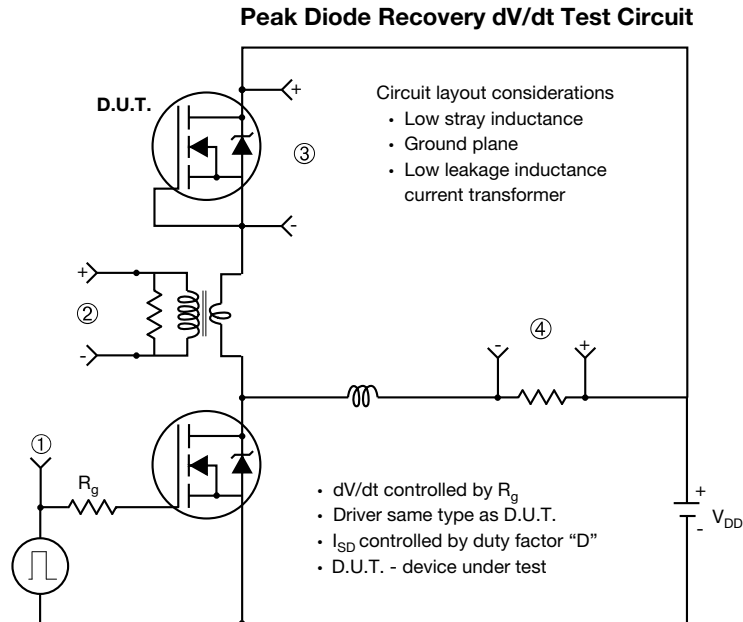 Peak Diode Recovery dV/dt Test Circuit
D.U.T.
+
Circuit layout considerations
• Low stray inductance
• Ground plane
• Low leakage inductance
current transformer
③
-
+
②
-
④
-
+
①
Rg
• dV/dt controlled by Rg
• Driver same type as D.U.T.
• ISD controlled by duty factor “D”
• D.U.T. - device under test
+
VDD
-